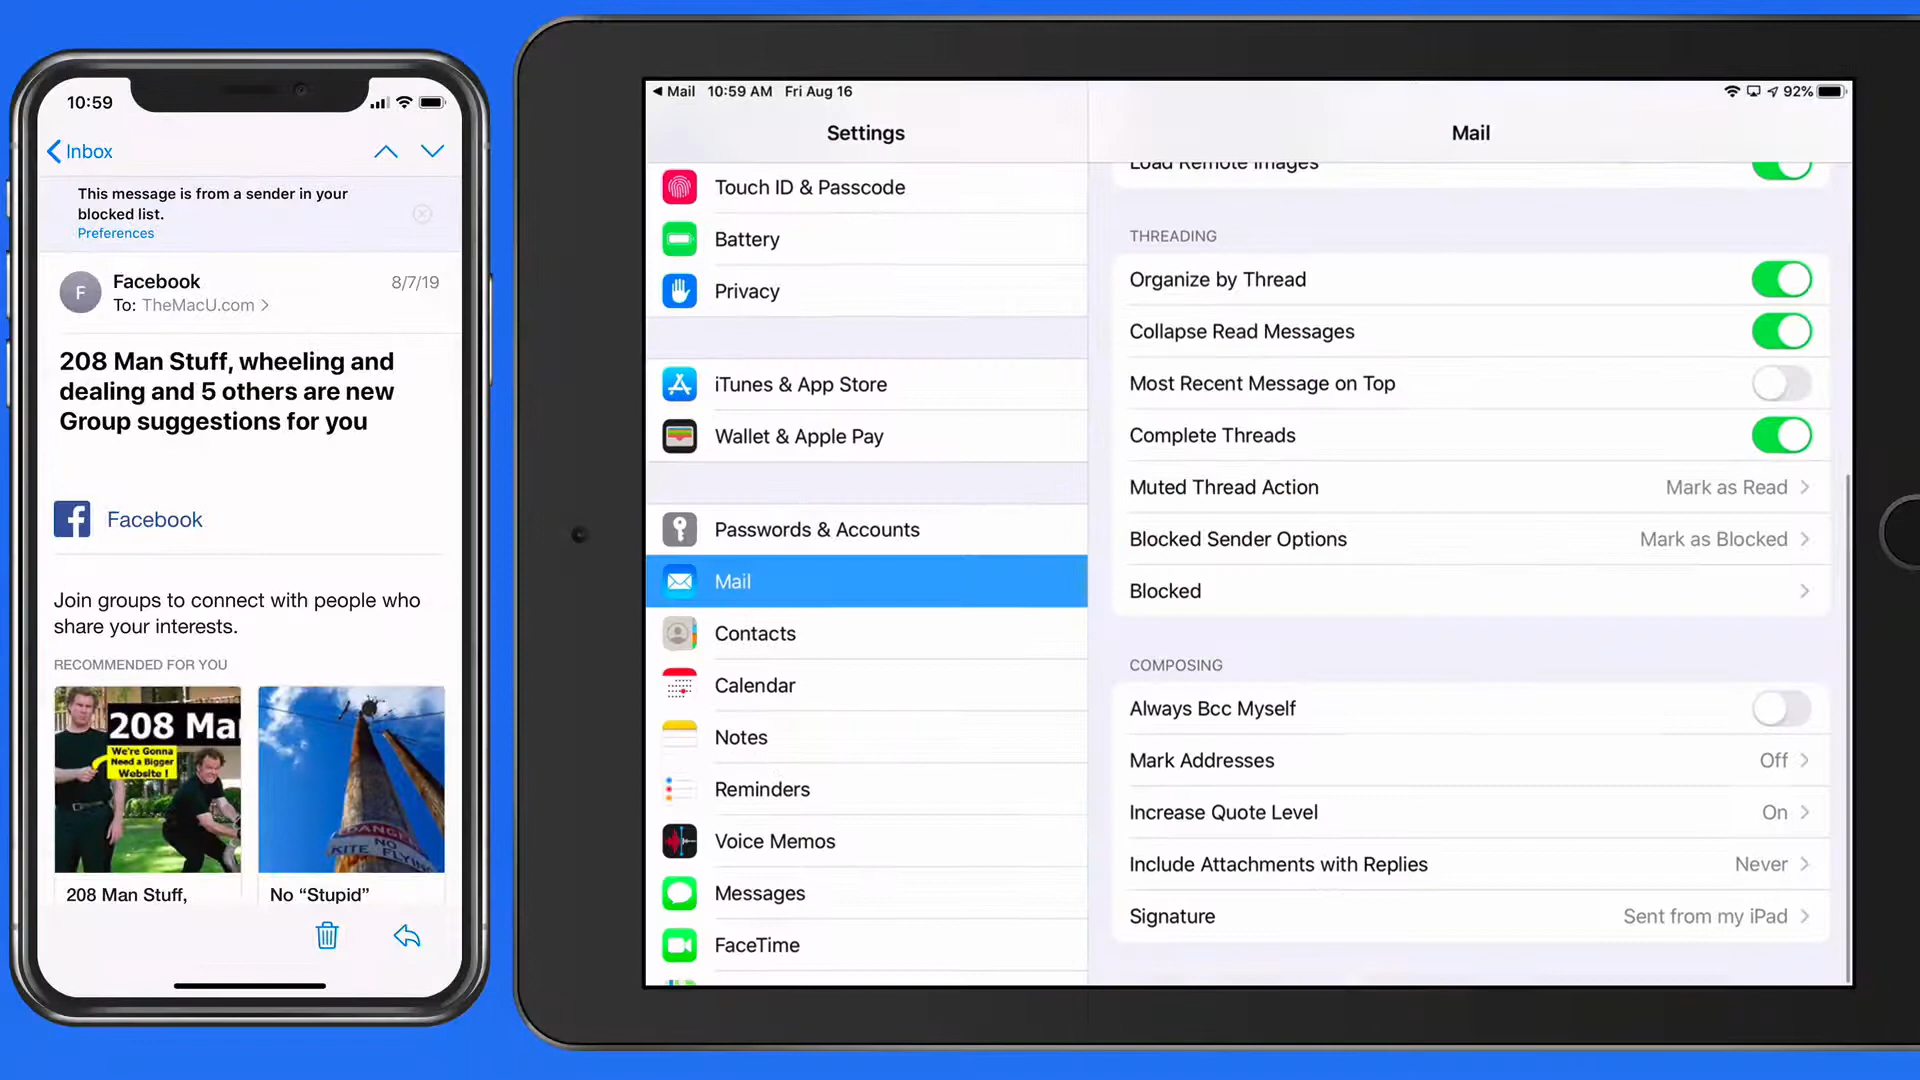 10:59
Inbox
This message is from a sender in your
blocked list.
Preferences
F
Facebook
8/7/19
To: TheMacU.com
208 Man Stuff, wheeling and
dealing and 5 others are new
Group suggestions for you
f
Facebook
Join groups to connect with people who
share your interests.
RECOMMENDED FOR YOU
208 Ma
We're Gonna
Need a Bigger
Website !
DANGER
NO
KITE FLYIN
208 Man Stuff,
No “Stupid”
Mail 10:59 AM Fri Aug 16
92%
Settings
Touch ID & Passcode
Battery
Privacy
iTunes & App Store
Wallet & Apple Pay
Passwords & Accounts
Mail
Contacts
Calendar
Notes
Reminders
Voice Memos
Messages
FaceTime
Mail
Load Remote Images
THREADING
Organize by Thread
Collapse Read Messages
Most Recent Message on Top
Complete Threads
Muted Thread Action Mark as Read
Blocked Sender Options Mark as Blocked
Blocked
COMPOSING
Always Bcc Myself
Mark Addresses Off
Increase Quote Level On
Include Attachments with Replies Never
Signature Sent from my iPad